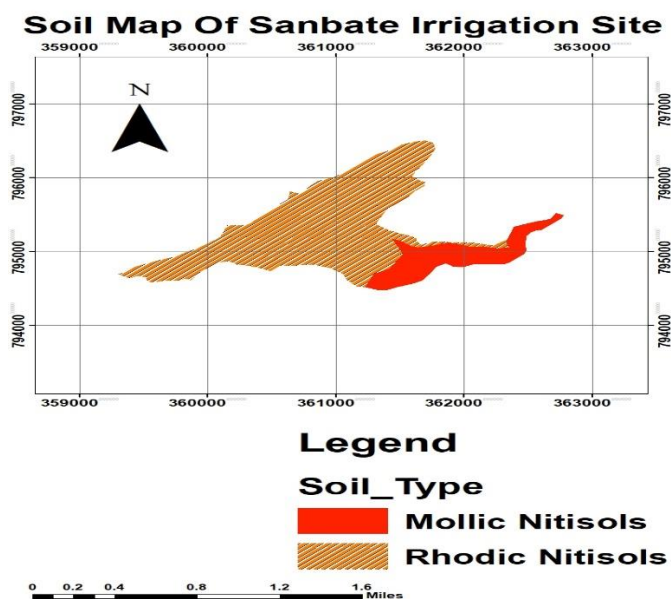 Soil Map Of Sanbate Irrigation Site
359000 360000 361000 362000 363000
N
797000 797000
796000 796000
795000 795000
794000 794000
359000 360000 361000 362000 363000
Legend
Soil_Type
Mollic Nitisols
Rhodic Nitisols
0 0.2 0.4 0.8 1.2 1.6
Miles